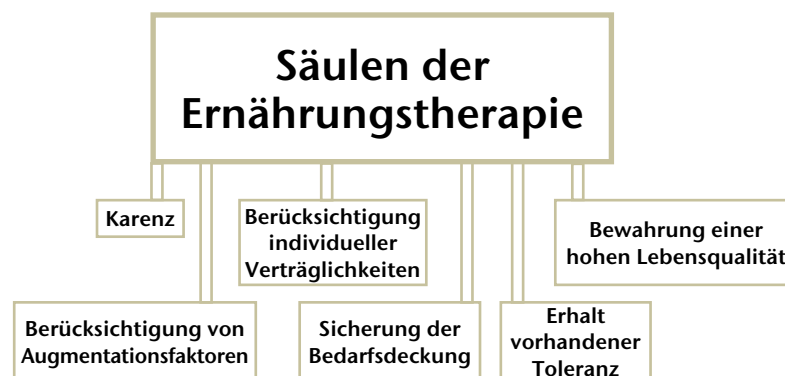 Säulen der
Ernährungstherapie
Karenz
Berücksichtigung
individueller
Verträglichkeiten
Bewahrung einer
hohen Lebensqualität
Berücksichtigung von
Augmentationsfaktoren
Sicherung der
Bedarfsdeckung
Erhalt
vorhandener
Toleranz